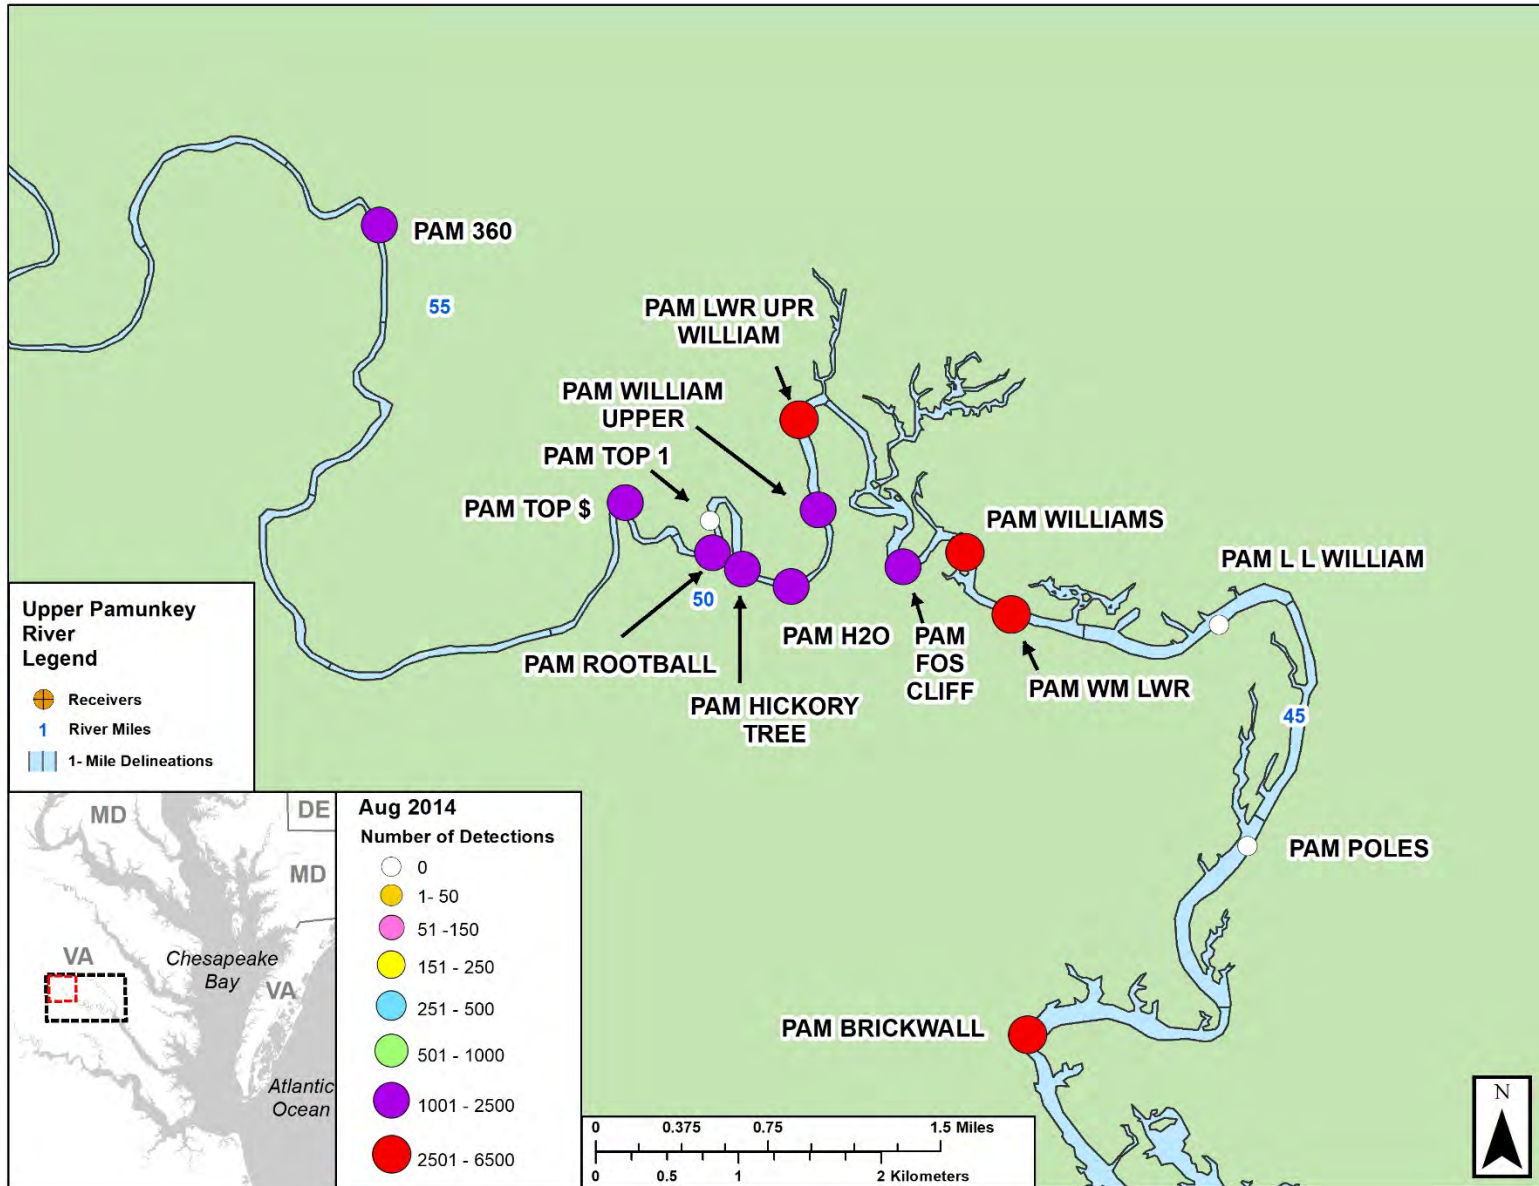 PAM 360
55
PAM LWR UPR
WILLIAM
PAM WILLIAM
UPPER
PAM TOP 1
PAM TOP $
PAM WILLIAMS
PAM L L WILLIAM
50
PAM H2O
PAM
FOS
CLIFF
PAM ROOTBALL
PAM WM LWR
PAM HICKORY
TREE
45
PAM POLES
PAM BRICKWALL
Upper Pamunkey
River
Legend
Receivers
1 River Miles
1- Mile Delineations
MD
DE
MD
VA
Chesapeake
Bay
VA
Atlantic
Ocean
Aug 2014
Number of Detections
0
1- 50
51 -150
151 - 250
251 - 500
501 - 1000
1001 - 2500
2501 - 6500
0 0.375 0.75 1.5 Miles
0 0.5 1 2 Kilometers
N